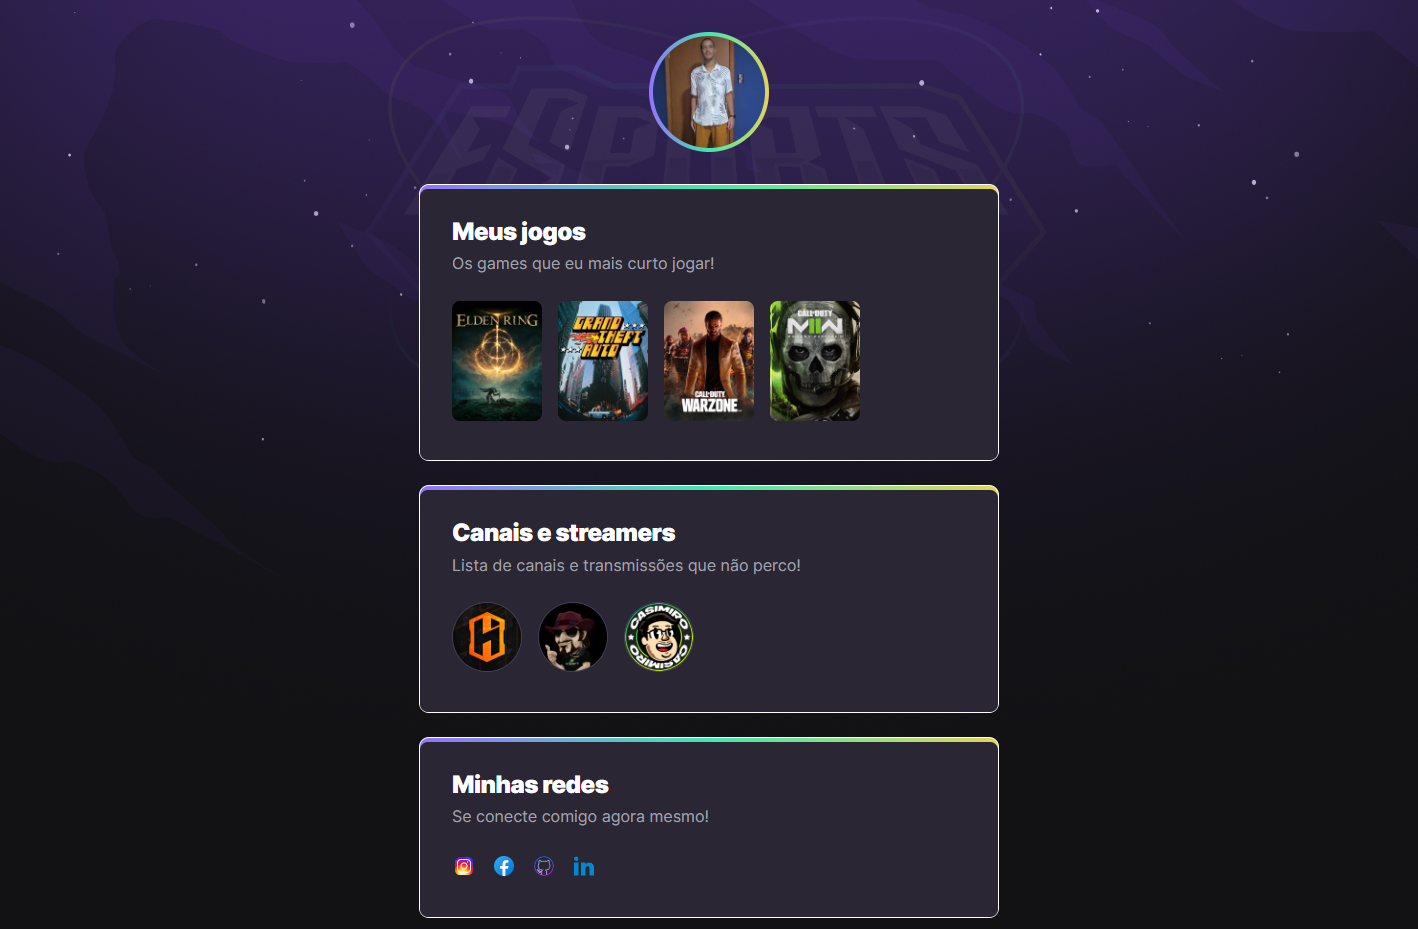 ESPORTS
Meus jogos
Os games que eu mais curto jogar!
ELDEN RING
GRAND
THEFT
AUTO
CALL OF DUTY
WARZONE
CALL OF DUTY
MWII
Canais e streamers
Lista de canais e transmissões que não perco!
H
CASIMIRO
CASIMIRO
Minhas redes
Se conecte comigo agora mesmo!
in